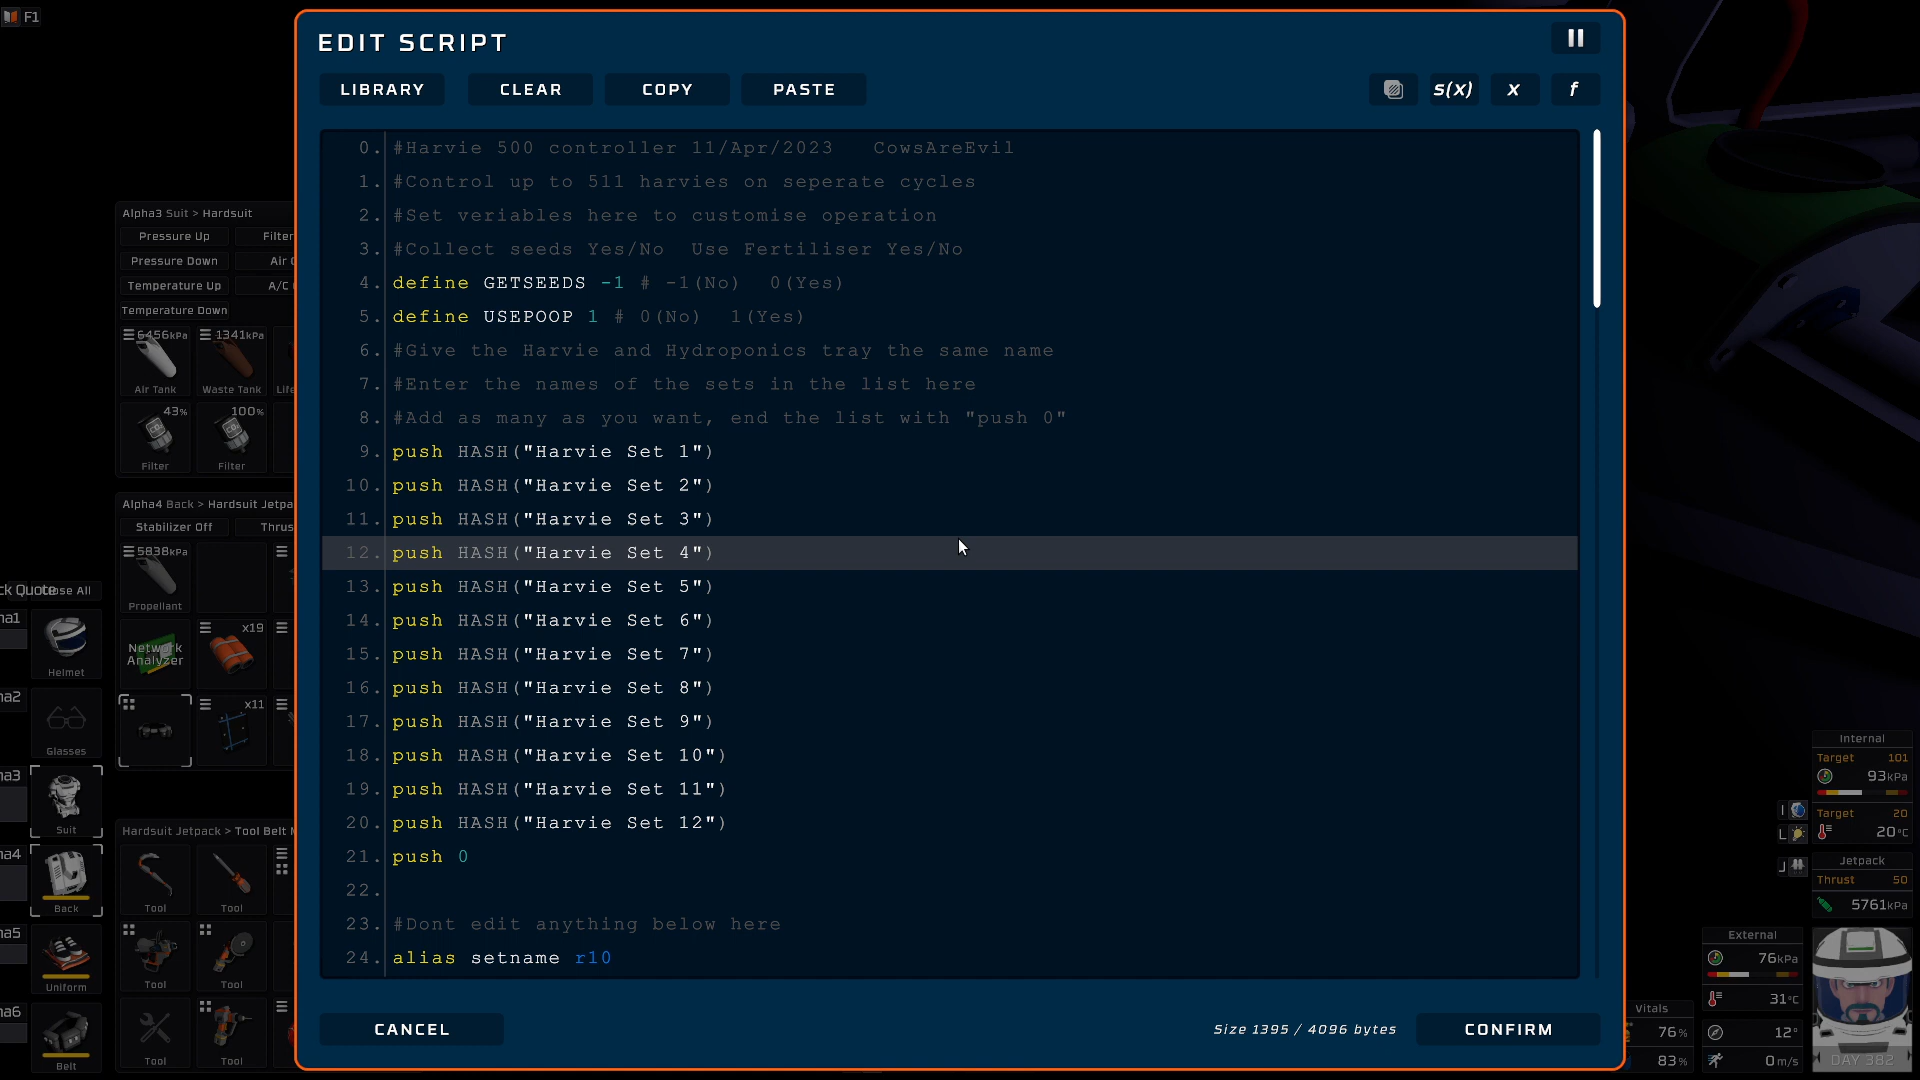 F1
EDIT SCRIPT
LIBRARY CLEAR COPY PASTE s(x) x f
0. #Harvie 500 controller 11/Apr/2023   CowsAreEvil
1. #Control up to 511 harvies on seperate cycles
2. #Set veriables here to customise operation
3. #Collect seeds Yes/No  Use Fertiliser Yes/No
4. define GETSEEDS -1 # -1(No)  0(Yes)
5. define USEPOOP 1 # 0(No)  1(Yes)
6. #Give the Harvie and Hydroponics tray the same name
7. #Enter the names of the sets in the list here
8. #Add as many as you want, end the list with "push 0"
9. push HASH("Harvie Set 1")
10. push HASH("Harvie Set 2")
11. push HASH("Harvie Set 3")
12. push HASH("Harvie Set 4")
13. push HASH("Harvie Set 5")
14. push HASH("Harvie Set 6")
15. push HASH("Harvie Set 7")
16. push HASH("Harvie Set 8")
17. push HASH("Harvie Set 9")
18. push HASH("Harvie Set 10")
19. push HASH("Harvie Set 11")
20. push HASH("Harvie Set 12")
21. push 0
22.
23. #Dont edit anything below here
24. alias setname r10
CANCEL
Size 1395 / 4096 bytes
CONFIRM
Alpha3 Suit > Hardsuit
Pressure Up Filter
Pressure Down Air
Temperature Up A/C
Temperature Down
6456kPa 1341kPa
Air Tank Waste Tank
43% 100%
Filter Filter
Alpha4 Back > Hardsuit Jetpa
Stabilizer Off Thrus
5838kPa
Propellant
x19
Network
Analyzer
x11
Hardsuit Jetpack > Tool Belt
Tool Tool
Tool Tool
Tool Tool
ck Quote
ose All
na1
Helmet
na2
Glasses
na3
Suit
na4
Back
na5
Uniform
na6
Belt
Internal
Target 101
93kPa
Target 20
I
L 20°C
J
Jetpack
Thrust 50
5761kPa
External
76kPa
31°C
12°
0m/s
Vitals
76%
83%
DAY 382